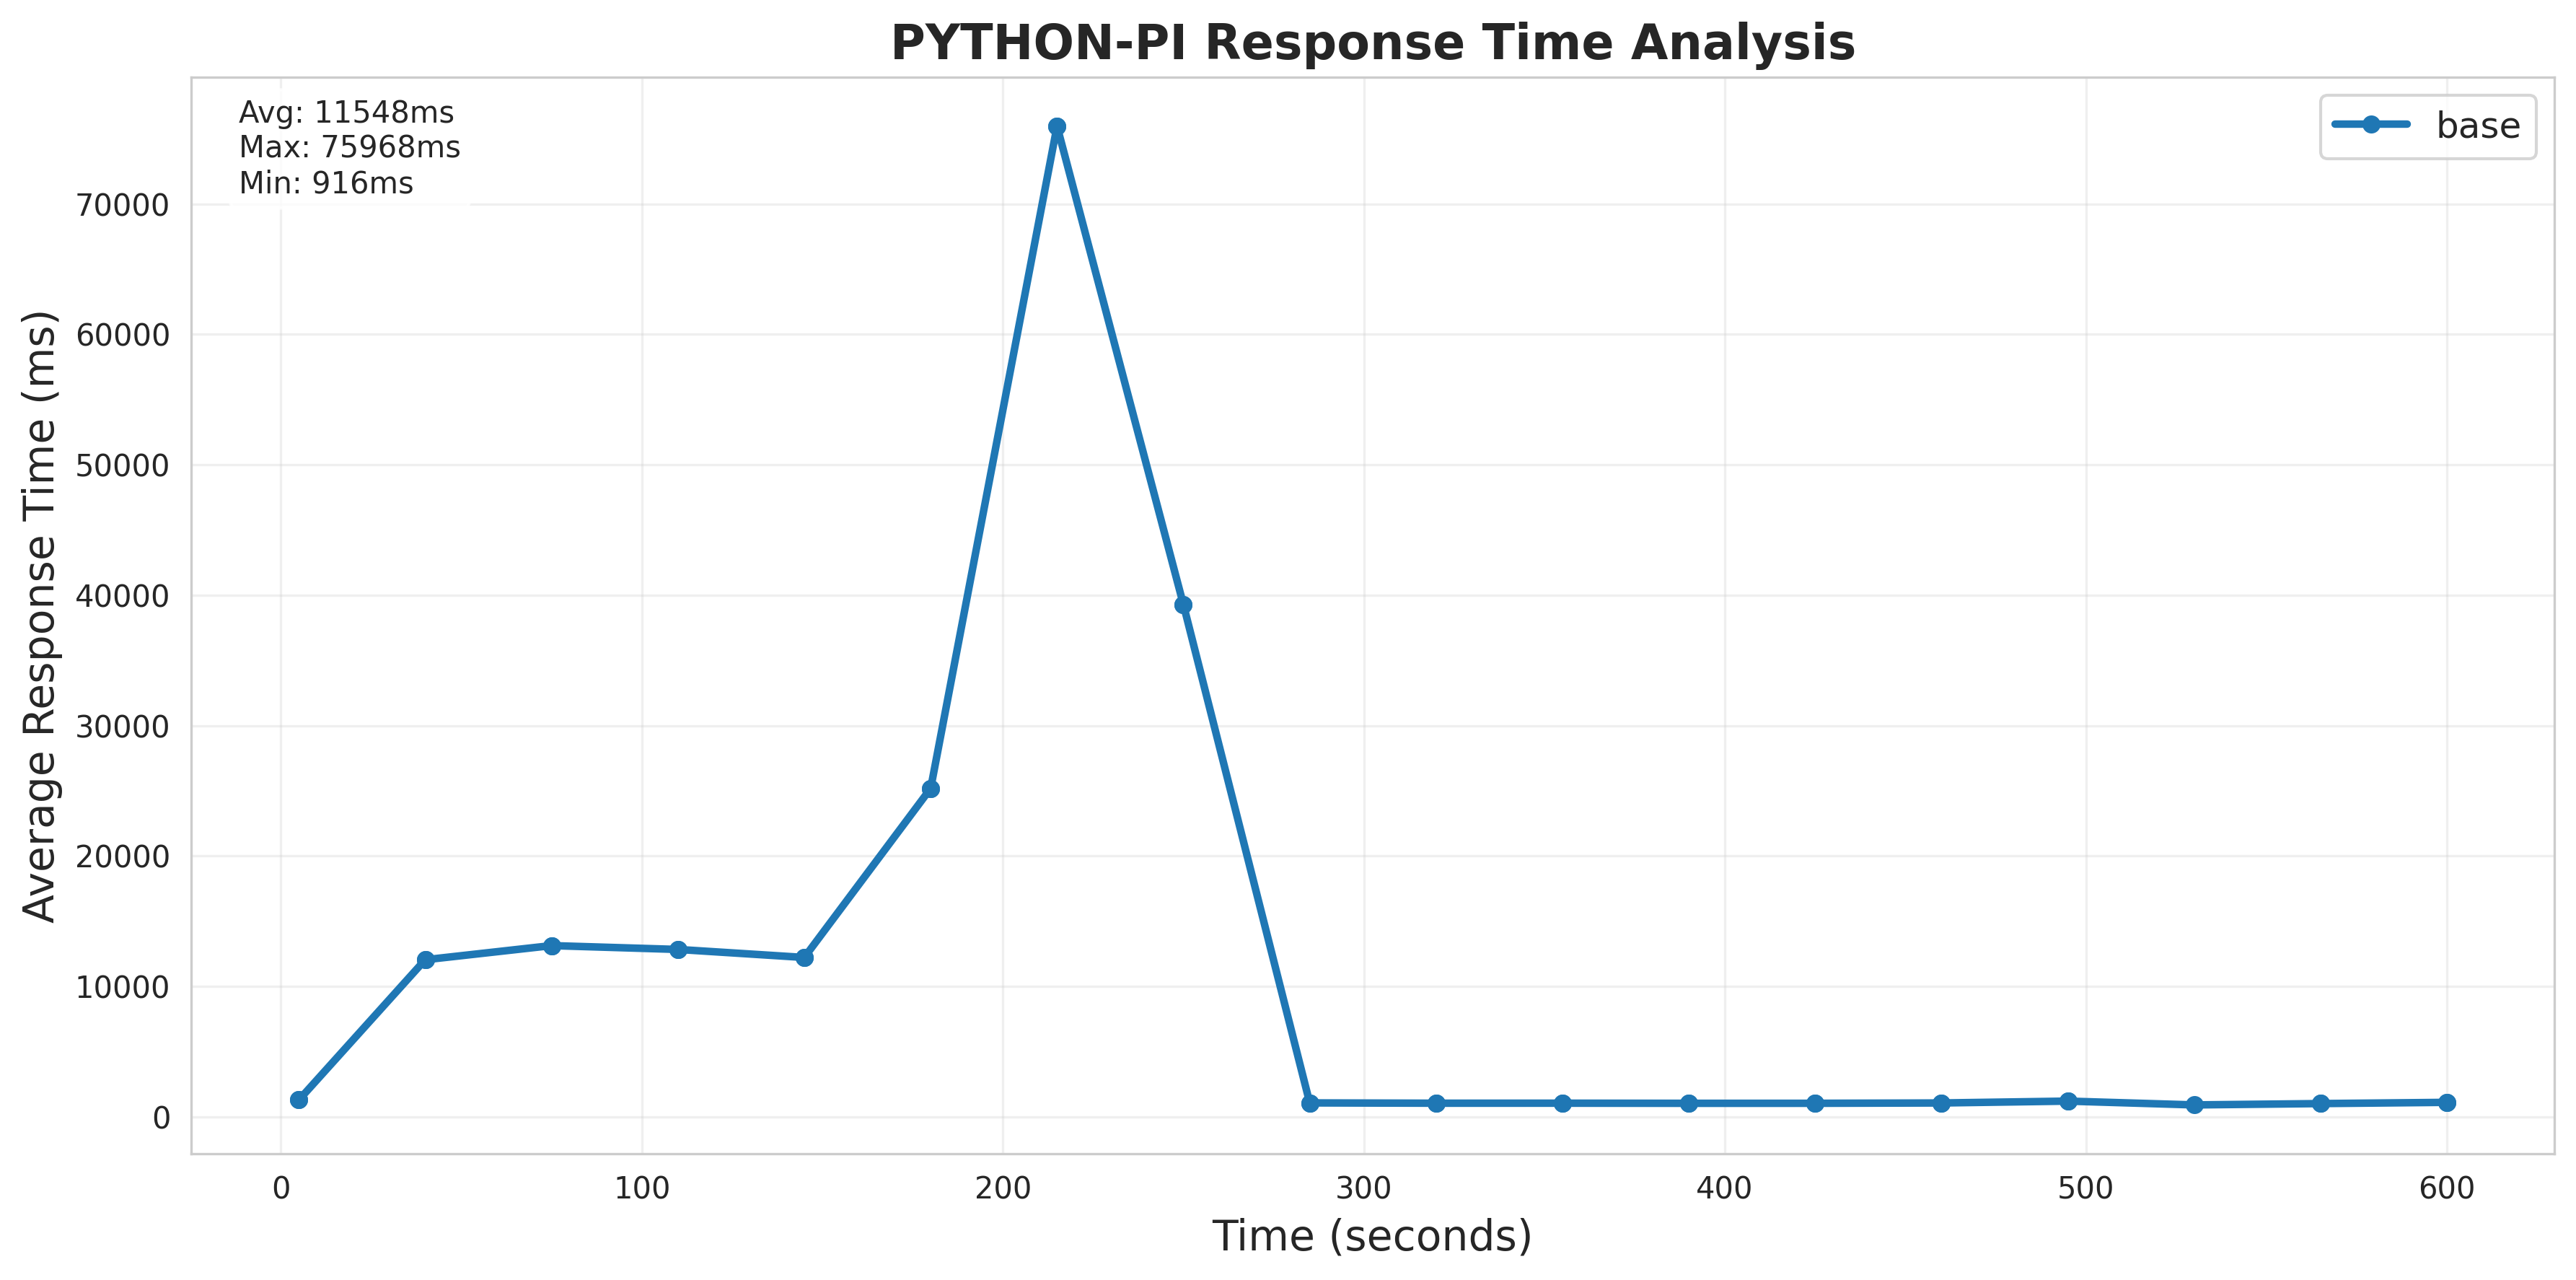 PYTHON-PI Response Time Analysis
Avg: 11548ms
Max: 75968ms
Min: 916ms
base
Average Response Time (ms)
70000
60000
50000
40000
30000
20000
10000
0
0 100 200 300 400 500 600
Time (seconds)